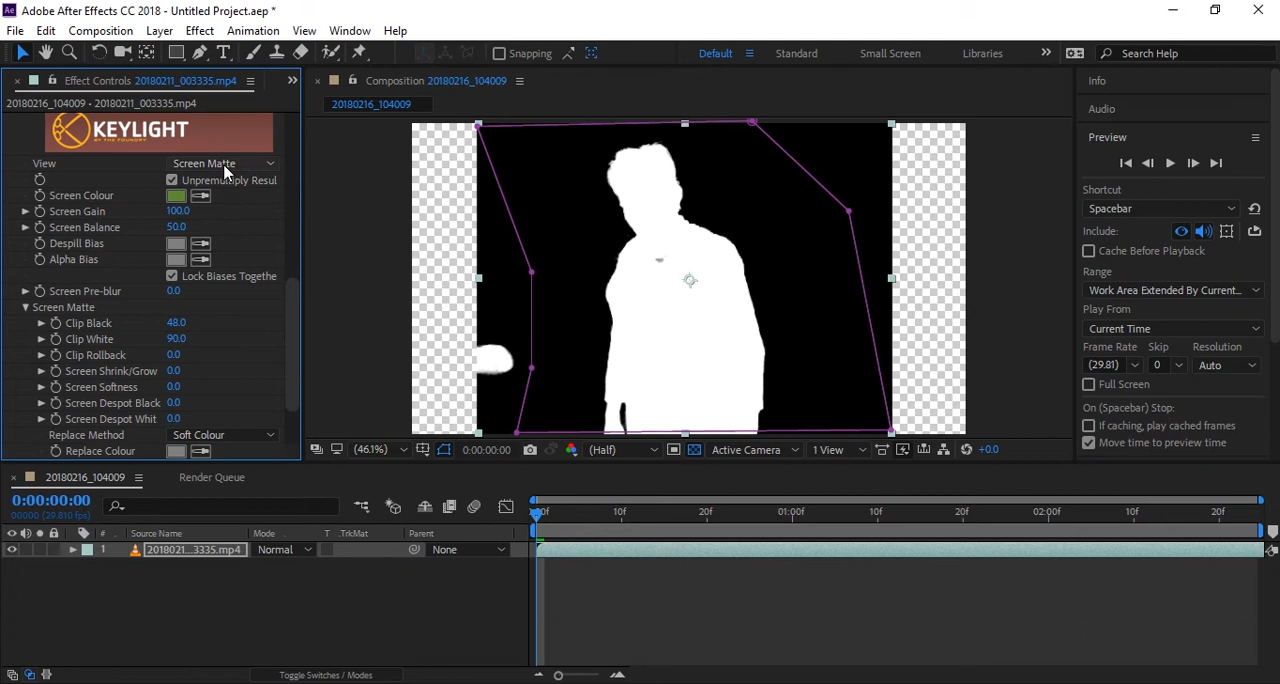 Ae Adobe After Effects CC 2018 - Untitled Project.aep *
File Edit Composition Layer Effect Animation View Window Help
Snapping
Default Standard Small Screen Libraries Search Help
Effect Controls 20180211_003335.mp4
20180216_104009 • 20180211_003335.mp4
KEYLIGHT
BY THE FOUNDRY
View Screen Matte
Unpremultiply Resul
Screen Colour
Screen Gain 100.0
Screen Balance 50.0
Despill Bias
Alpha Bias
Lock Biases Togethe
Screen Pre-blur 0.0
Screen Matte
Clip Black 48.0
Clip White 90.0
Clip Rollback 0.0
Screen Shrink/Grow 0.0
Screen Softness 0.0
Screen Despot Black 0.0
Screen Despot Whit 0.0
Replace Method Soft Colour
Replace Colour
Composition 20180216_104009
20180216_104009
(46.1%) 0:00:00:00 (Half) Active Camera 1 View +0.0
Info
Audio
Preview
Shortcut
Spacebar
Include:
Cache Before Playback
Range
Work Area Extended By Current...
Play From
Current Time
Frame Rate Skip Resolution
(29.81) 0 Auto
Full Screen
On (Spacebar) Stop:
If caching, play cached frames
Move time to preview time
20180216_104009 Render Queue
0:00:00:00
00000 (29.810 fps)
# Source Name Mode T .TrkMat Parent
1 2018021...3335.mp4 Normal None
10f 20f 01:00f 10f 20f 02:00f 10f 20f
Toggle Switches / Modes